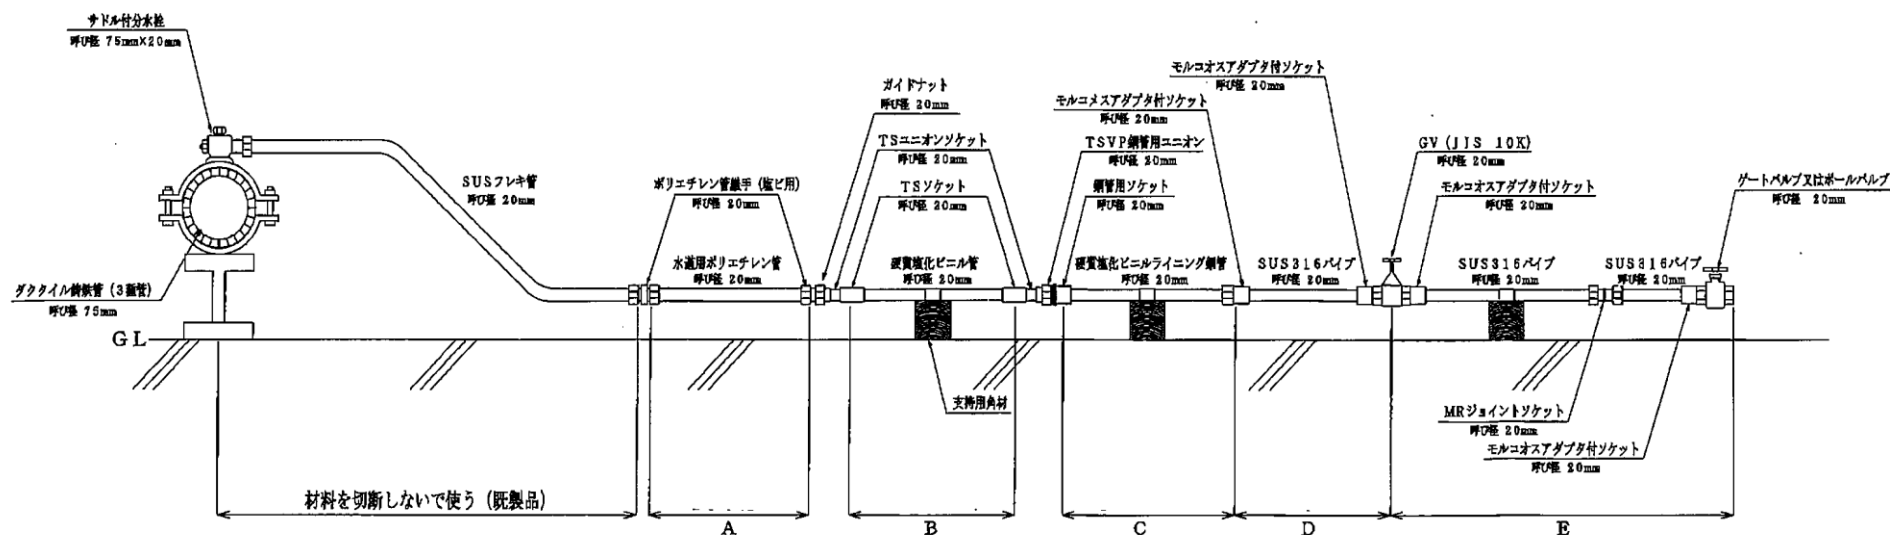 サドル付分水栓
呼び径 75mm×20mm
モルコオスアダプタ付ソケット
呼び径 20mm
ガイドナット
呼び径 20mm
モルコメスアダプタ付ソケット
呼び径 20mm
TSユニオンソケット
呼び径 20mm
TSVP鋼管用ユニオン
呼び径 20mm
GV(JIS 10K)
呼び径 20mm
SUSフレキ管
呼び径 20mm
ポリエチレン管継手(塩ビ用)
呼び径 20mm
TSソケット
呼び径 20mm
鋼管用ソケット
呼び径 20mm
モルコオスアダプタ付ソケット
呼び径 20mm
ゲートバルブ又はボールバルブ
呼び径 20mm
水道用ポリエチレン管
呼び径 20mm
硬質塩化ビニル管
呼び径 20mm
硬質塩化ビニルライニング鋼管
呼び径 20mm
SUS316パイプ
呼び径 20mm
SUS316パイプ
呼び径 20mm
SUS316パイプ
呼び径 20mm
ダクタイル鋳鉄管(3種管)
呼び径 75mm
GL
支持用角材
MRジョイントソケット
呼び径 20mm
モルコオスアダプタ付ソケット
呼び径 20mm
材料を切断しないで使う(既製品)
A
B
C
D
E